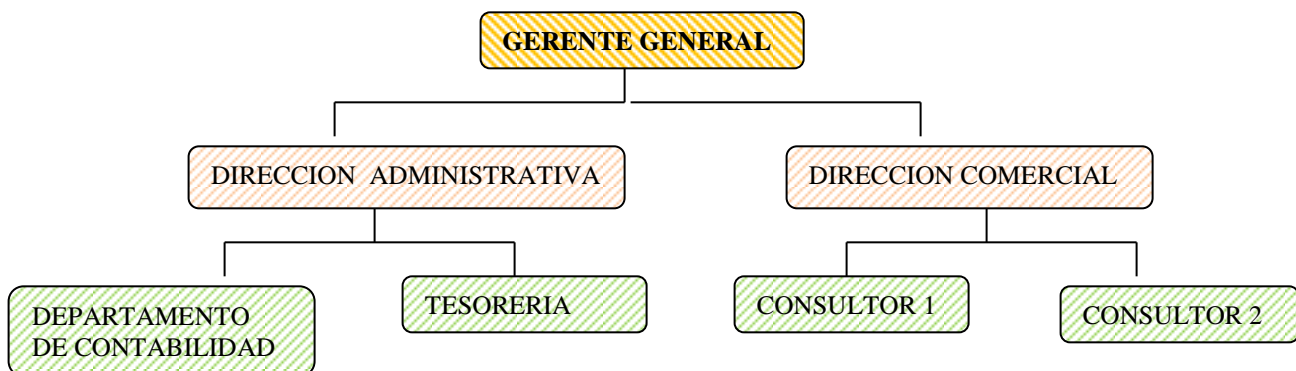 GERENTE GENERAL
DIRECCION ADMINISTRATIVA
DIRECCION COMERCIAL
DEPARTAMENTO
DE CONTABILIDAD
TESORERIA
CONSULTOR 1
CONSULTOR 2